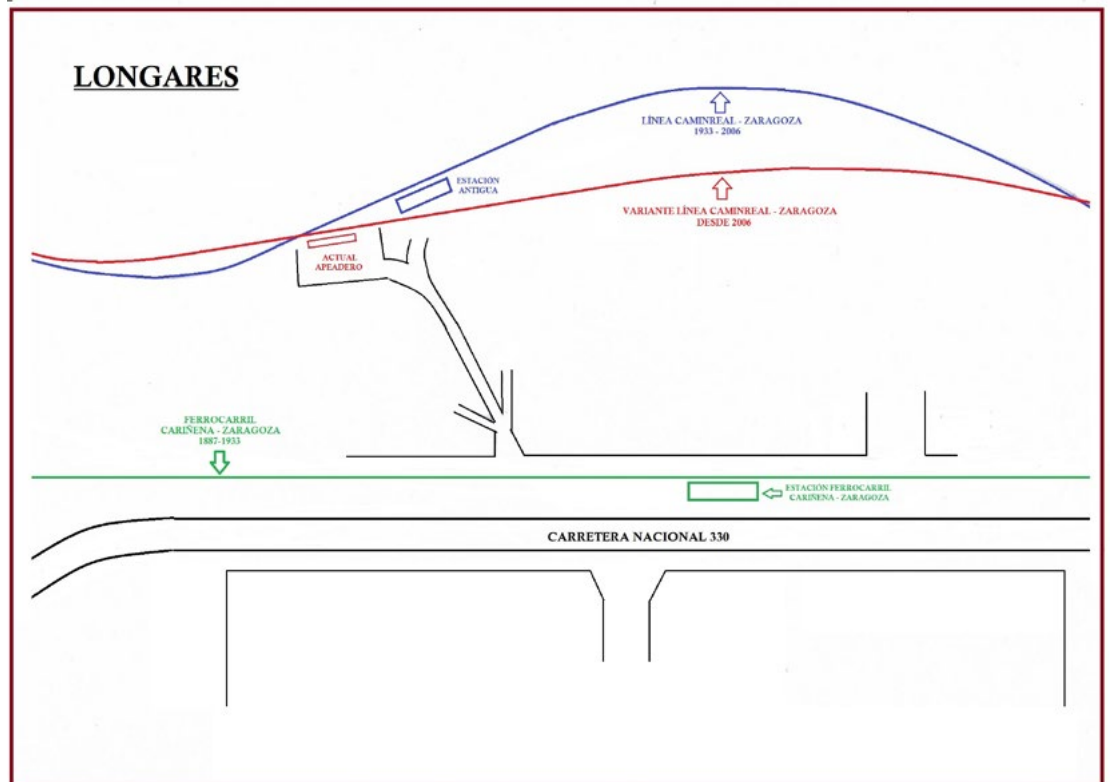 LONGARES
LÍNEA CAMINREAL - ZARAGOZA
1933 - 2006
ESTACIÓN
ANTIGUA
VARIANTE LÍNEA CAMINREAL - ZARAGOZA
DESDE 2006
ACTUAL
APEADERO
FERROCARRIL
CARIÑENA - ZARAGOZA
1887-1933
ESTACIÓN FERROCARRIL
CARIÑENA - ZARAGOZA
CARRETERA NACIONAL 330